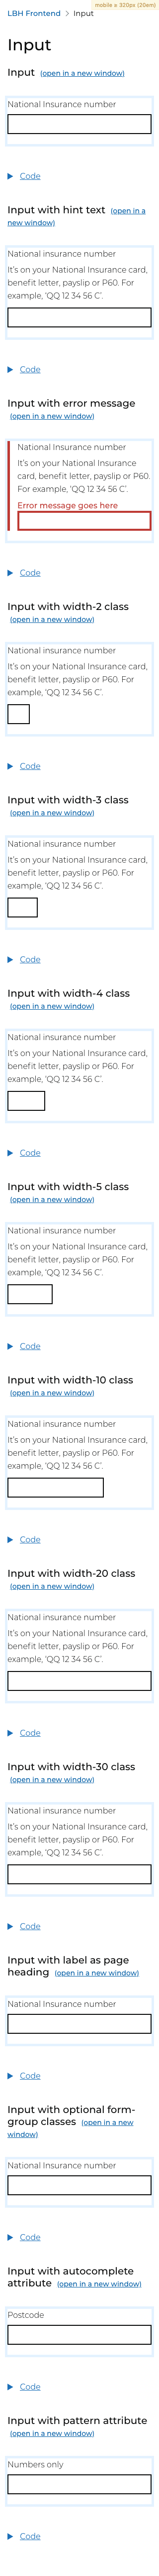 mobile a 320px (20em)
LBH Frontend > Input
Input
Input (open in a new window)
National Insurance number
Code
Input with hint text (open in a
new window)
National insurance number
It's on your National Insurance card,
benefit letter, payslip or P60. For
example, 'QQ 12 34 56 C'.
Code
Input with error message
(open in a new window)
National Insurance number
It's on your National Insurance
card, benefit letter, payslip or P60.
For example, 'QQ 12 34 56 C'.
Error message goes here
Code
Input with width-2 class
(open in a new window)
National insurance number
It's on your National Insurance card,
benefit letter, payslip or P60. For
example, 'QQ 12 34 56 C'.
Code
Input with width-3 class
(open in a new window)
National insurance number
It's on your National Insurance card,
benefit letter, payslip or P60. For
example, 'QQ 12 34 56 C'.
Code
Input with width-4 class
(open in a new window)
National insurance number
It's on your National Insurance card,
benefit letter, payslip or P60. For
example, 'QQ 12 34 56 C'.
Code
Input with width-5 class
(open in a new window)
National insurance number
It's on your National Insurance card,
benefit letter, payslip or P60. For
example, 'QQ 12 34 56 C'.
Code
Input with width-10 class
(open in a new window)
National insurance number
It's on your National Insurance card,
benefit letter, payslip or P60. For
example, 'QQ 12 34 56 C'.
Code
Input with width-20 class
(open in a new window)
National insurance number
It's on your National Insurance card,
benefit letter, payslip or P60. For
example, 'QQ 12 34 56 C'.
Code
Input with width-30 class
(open in a new window)
National insurance number
It's on your National Insurance card,
benefit letter, payslip or P60. For
example, 'QQ 12 34 56 C'.
Code
Input with label as page
heading (open in a new window)
National Insurance number
Code
Input with optional form-
group classes (open in a new
window)
National Insurance number
Code
Input with autocomplete
attribute (open in a new window)
Postcode
Code
Input with pattern attribute
(open in a new window)
Numbers only
Code